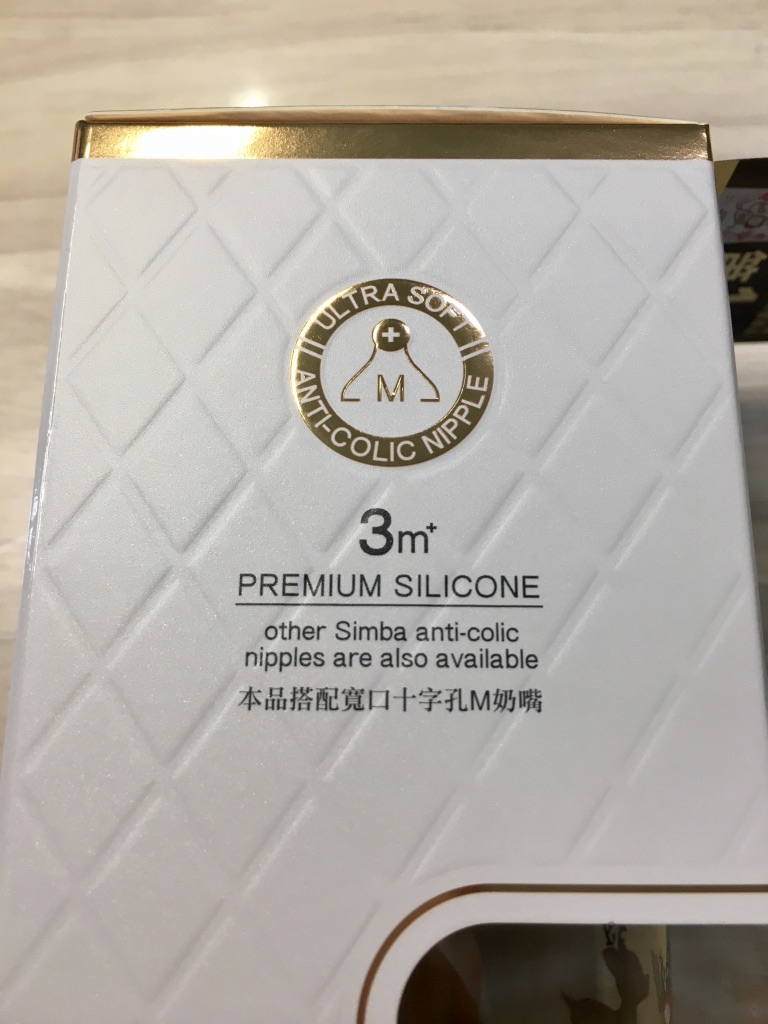 ULTRA SOFT
M
ANTI-COLIC NIPPLE
3m+
PREMIUM SILICONE
other Simba anti-colic
nipples are also available
本品搭配寬口十字孔M奶嘴